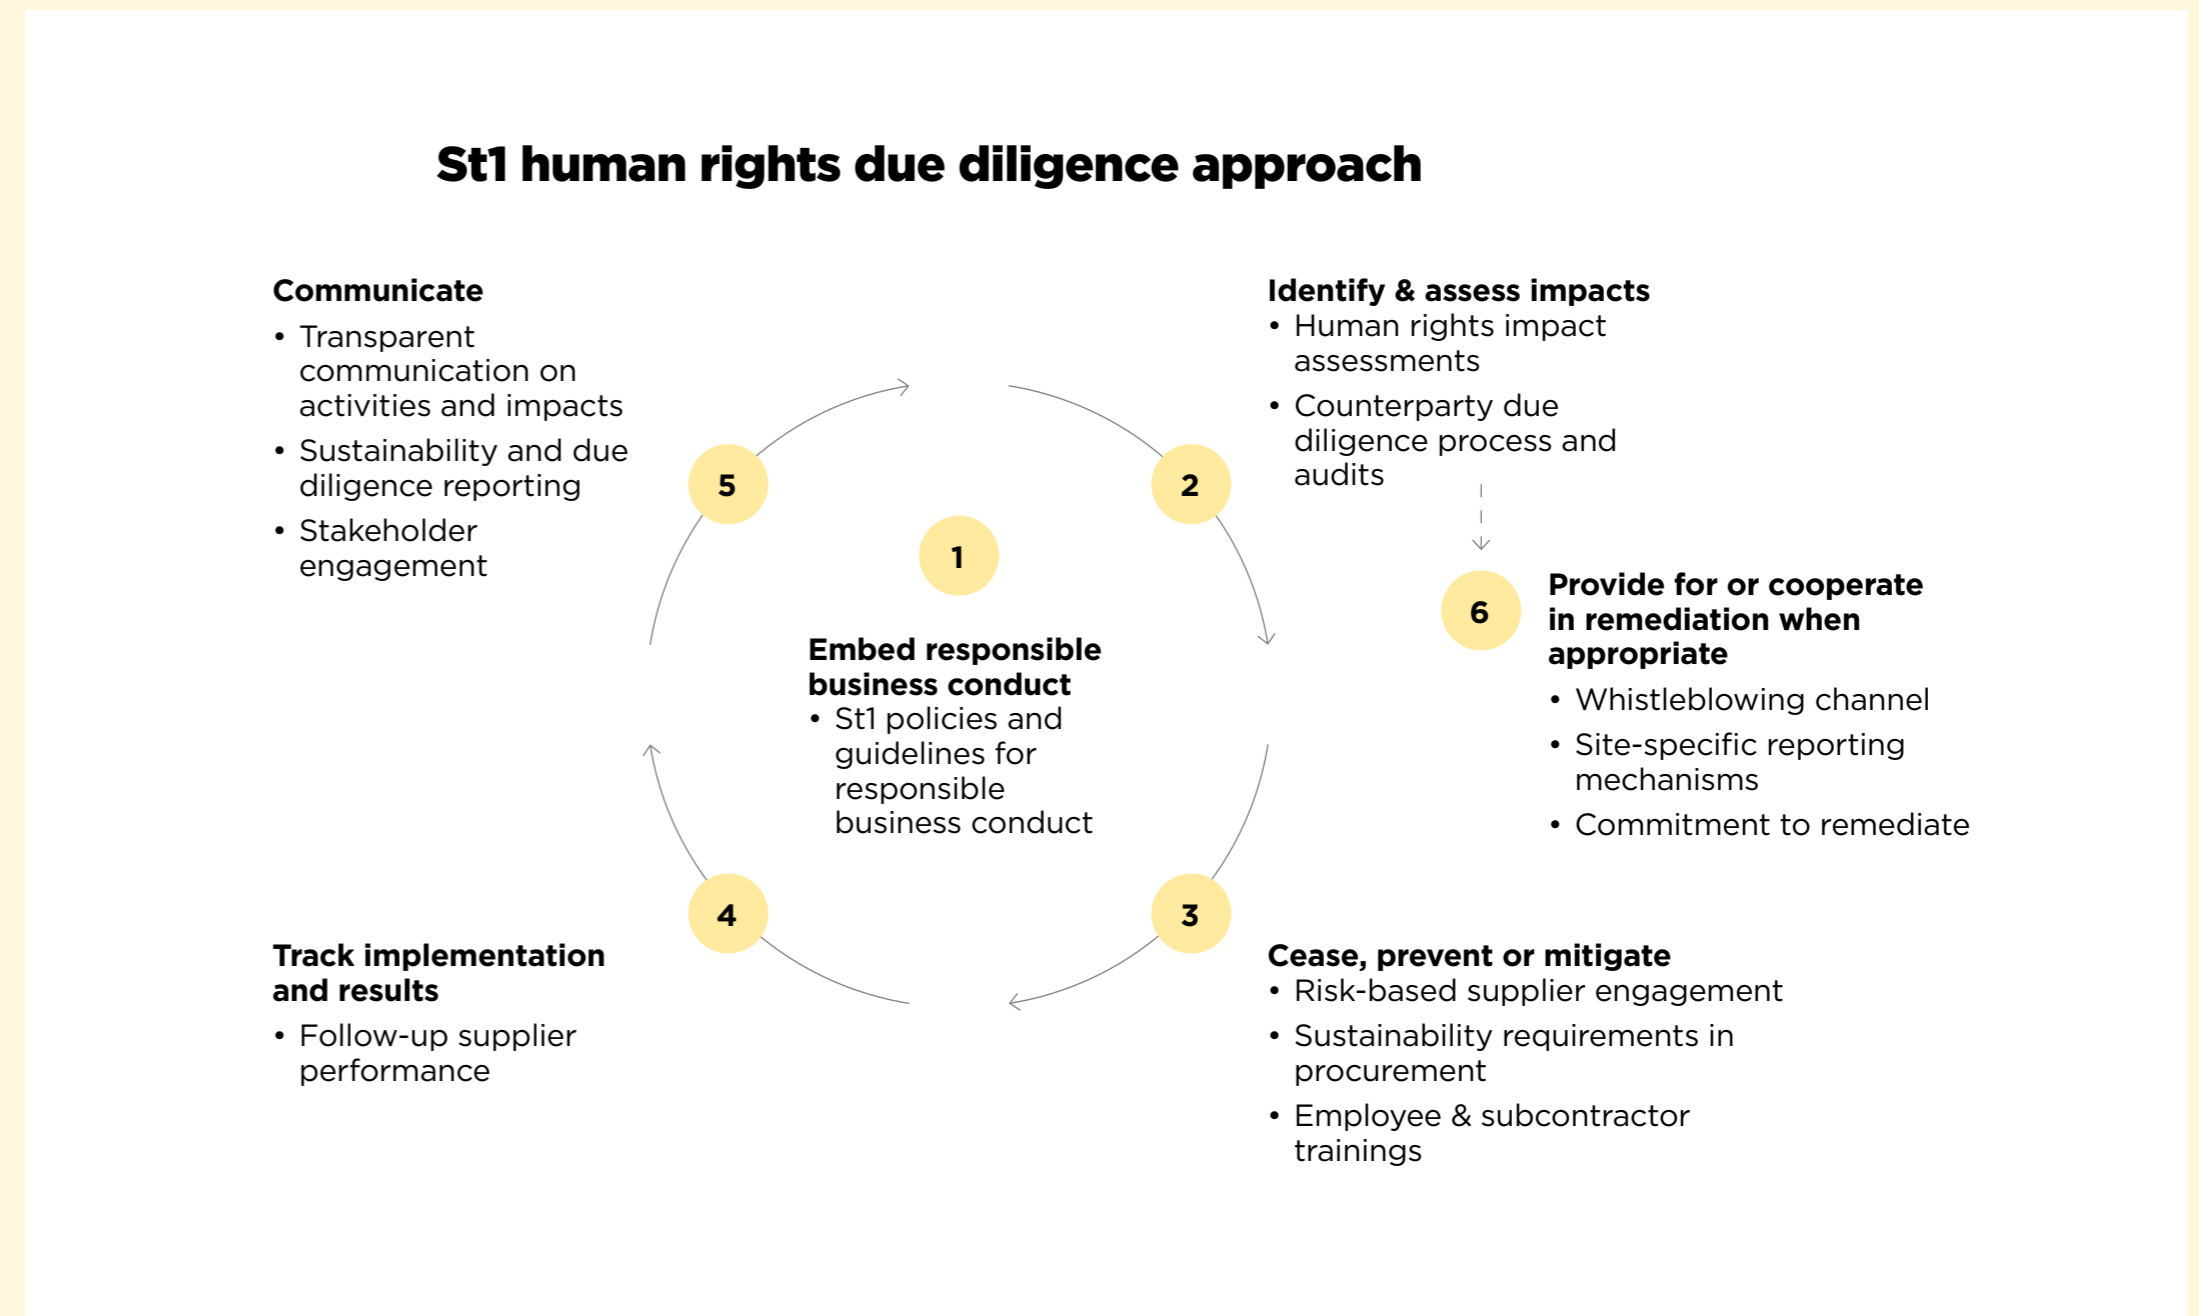 St1 human rights due diligence approach
1
Embed responsible
business conduct
• St1 policies and
guidelines for
responsible
business conduct
2
Identify & assess impacts
• Human rights impact
assessments
• Counterparty due
diligence process and
audits
3
Cease, prevent or mitigate
• Risk-based supplier engagement
• Sustainability requirements in
procurement
• Employee & subcontractor
trainings
4
Track implementation
and results
• Follow-up supplier
performance
5
Communicate
• Transparent
communication on
activities and impacts
• Sustainability and due
diligence reporting
• Stakeholder
engagement
6
Provide for or cooperate
in remediation when
appropriate
• Whistleblowing channel
• Site-specific reporting
mechanisms
• Commitment to remediate